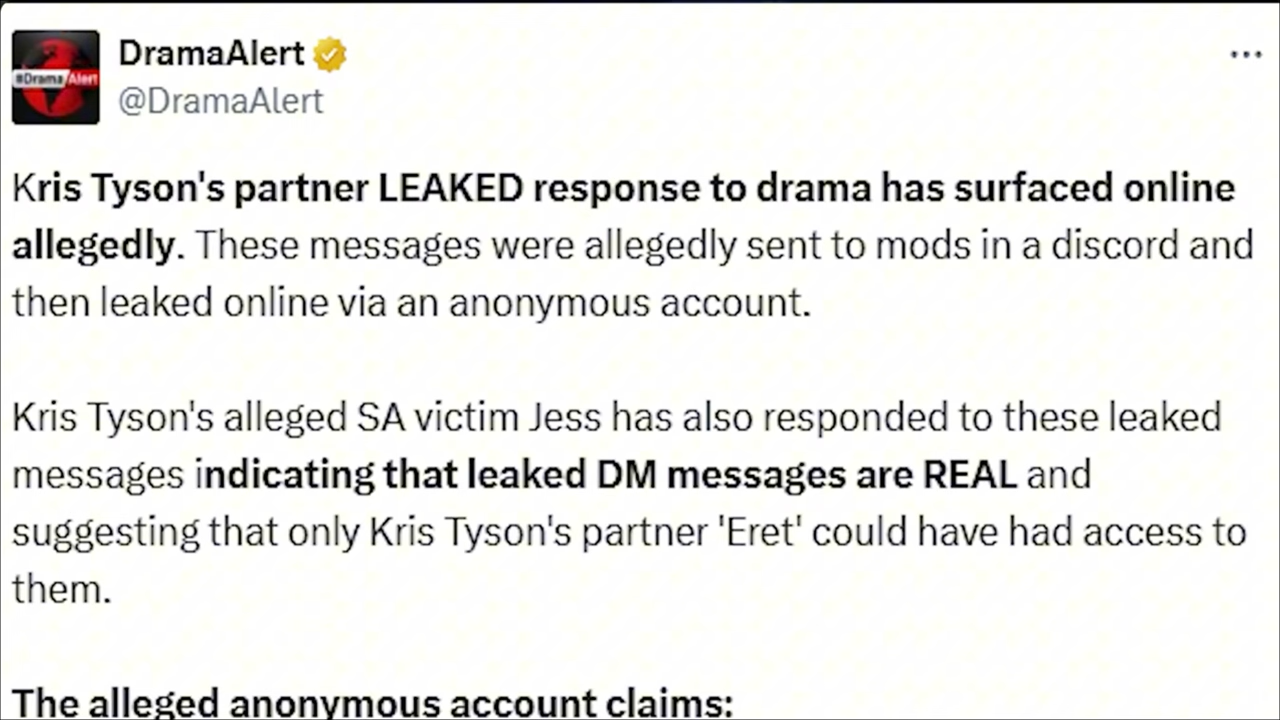 DramaAlert
#Drama Alert
@DramaAlert
Kris Tyson's partner LEAKED response to drama has surfaced online
allegedly. These messages were allegedly sent to mods in a discord and
then leaked online via an anonymous account.
Kris Tyson's alleged SA victim Jess has also responded to these leaked
messages indicating that leaked DM messages are REAL and
suggesting that only Kris Tyson's partner 'Eret' could have had access to
them.
The alleged anonymous account claims: